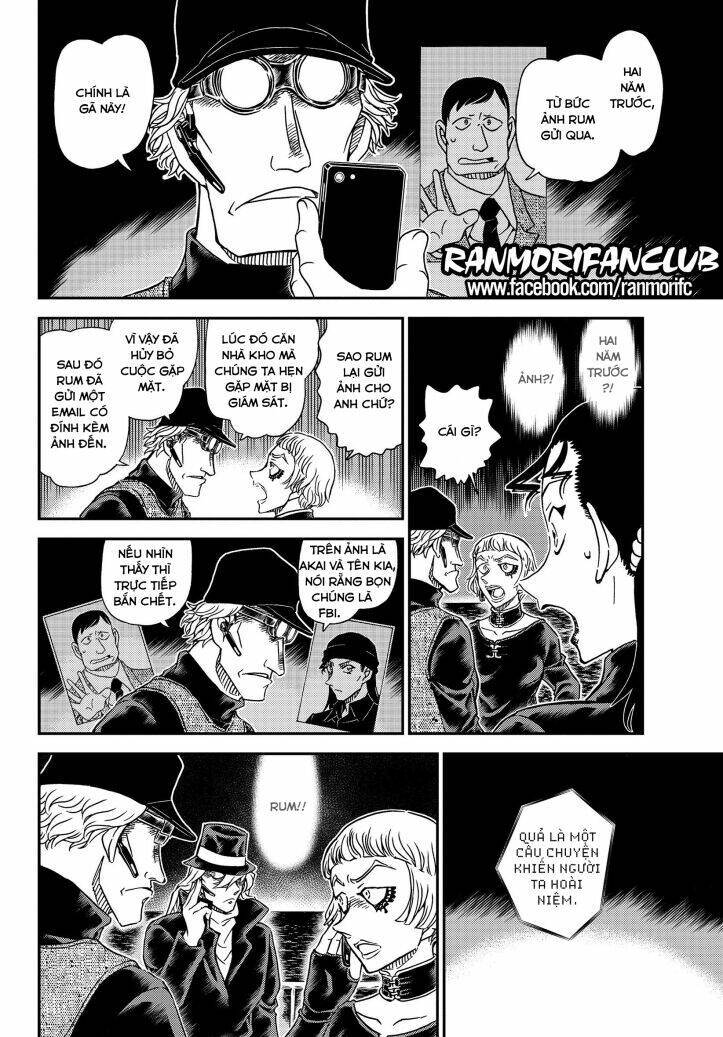 HAI
NĂM
TRƯỚC,
TỪ BỨC
ẢNH RUM
GỬI QUA.
CHÍNH LÀ
GÃ NÀY!
RANMORIFANCLUB
www.facebook.com/ranmorifc
HAI
NĂM
TRƯỚC
?!
ẢNH?!
CÁI GÌ?
SAO RUM
LẠI GỬI
ẢNH CHO
ANH CHỨ?
LÚC ĐÓ CĂN
NHÀ KHO MÀ
CHÚNG TA HẸN
GẶP MẶT BỊ
GIÁM SÁT.
VÌ VẬY ĐÃ
HỦY BỎ
CUỘC GẶP
MẶT.
SAU ĐÓ
RUM ĐÃ
GỬI MỘT
EMAIL CÓ
ĐÍNH KÈM
ẢNH ĐẾN.
TRÊN ẢNH LÀ
AKAI VÀ TÊN KIA,
NÓI RẰNG BỌN
CHÚNG LÀ
FBI.
NẾU NHÌN
THẤY THÌ
TRỰC TIẾP
BẮN CHẾT.
QUẢ LÀ MỘT
CÂU CHUYỆN
KHIẾN NGƯỜI
TA HOÀI
NIỆM.
RUM!!